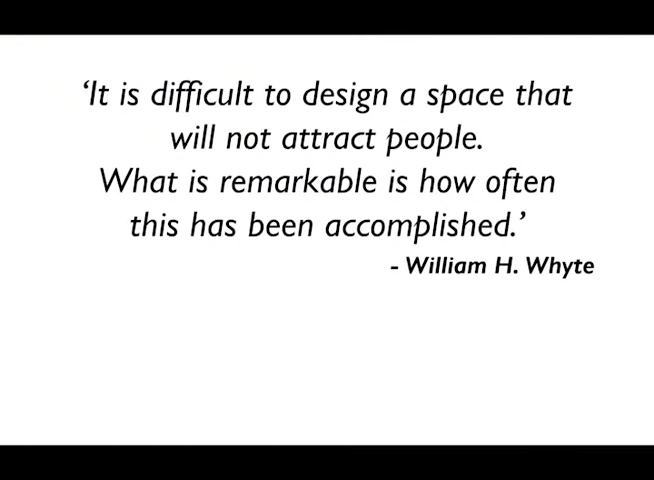 ‘It is difficult to design a space that
will not attract people.
What is remarkable is how often
this has been accomplished.’
- William H. Whyte